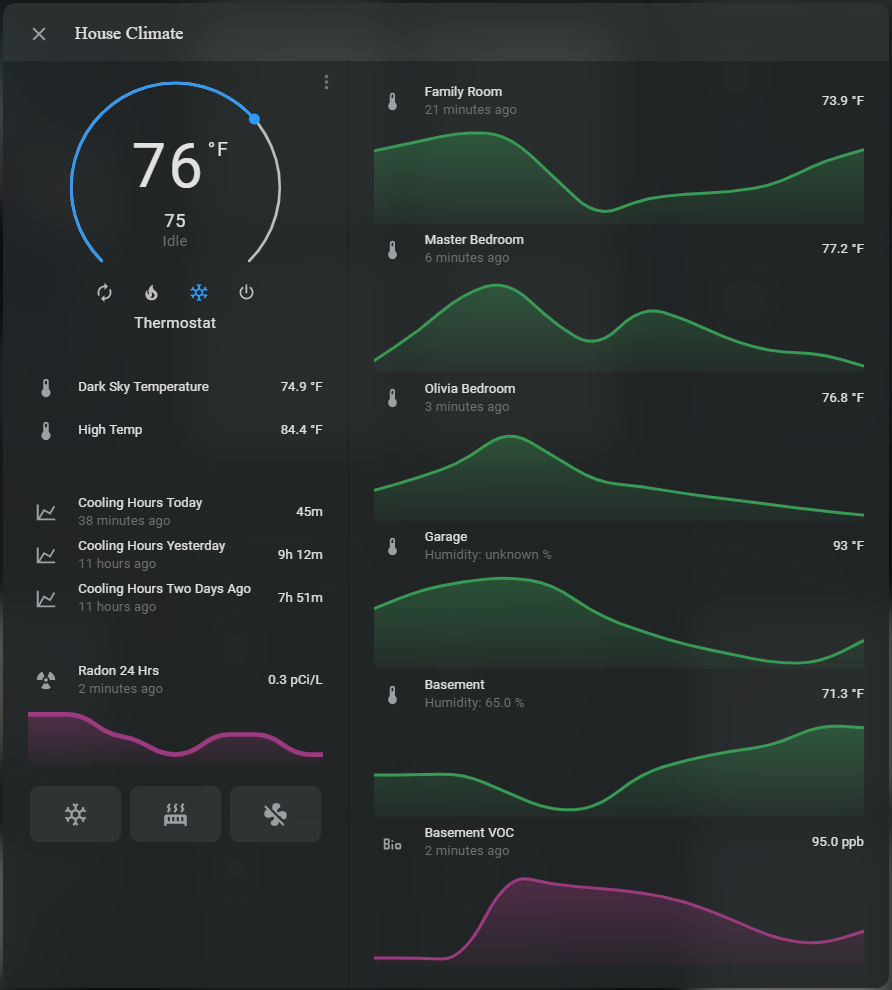 House Climate
76 °F
75
Idle
Thermostat
Dark Sky Temperature 74.9 °F
High Temp 84.4 °F
Cooling Hours Today 45m
38 minutes ago
Cooling Hours Yesterday 9h 12m
11 hours ago
Cooling Hours Two Days Ago 7h 51m
11 hours ago
Radon 24 Hrs 0.3 pCi/L
2 minutes ago
Family Room 73.9 °F
21 minutes ago
Master Bedroom 77.2 °F
6 minutes ago
Olivia Bedroom 76.8 °F
3 minutes ago
Garage 93 °F
Humidity: unknown %
Basement 71.3 °F
Humidity: 65.0 %
Bio Basement VOC 95.0 ppb
2 minutes ago